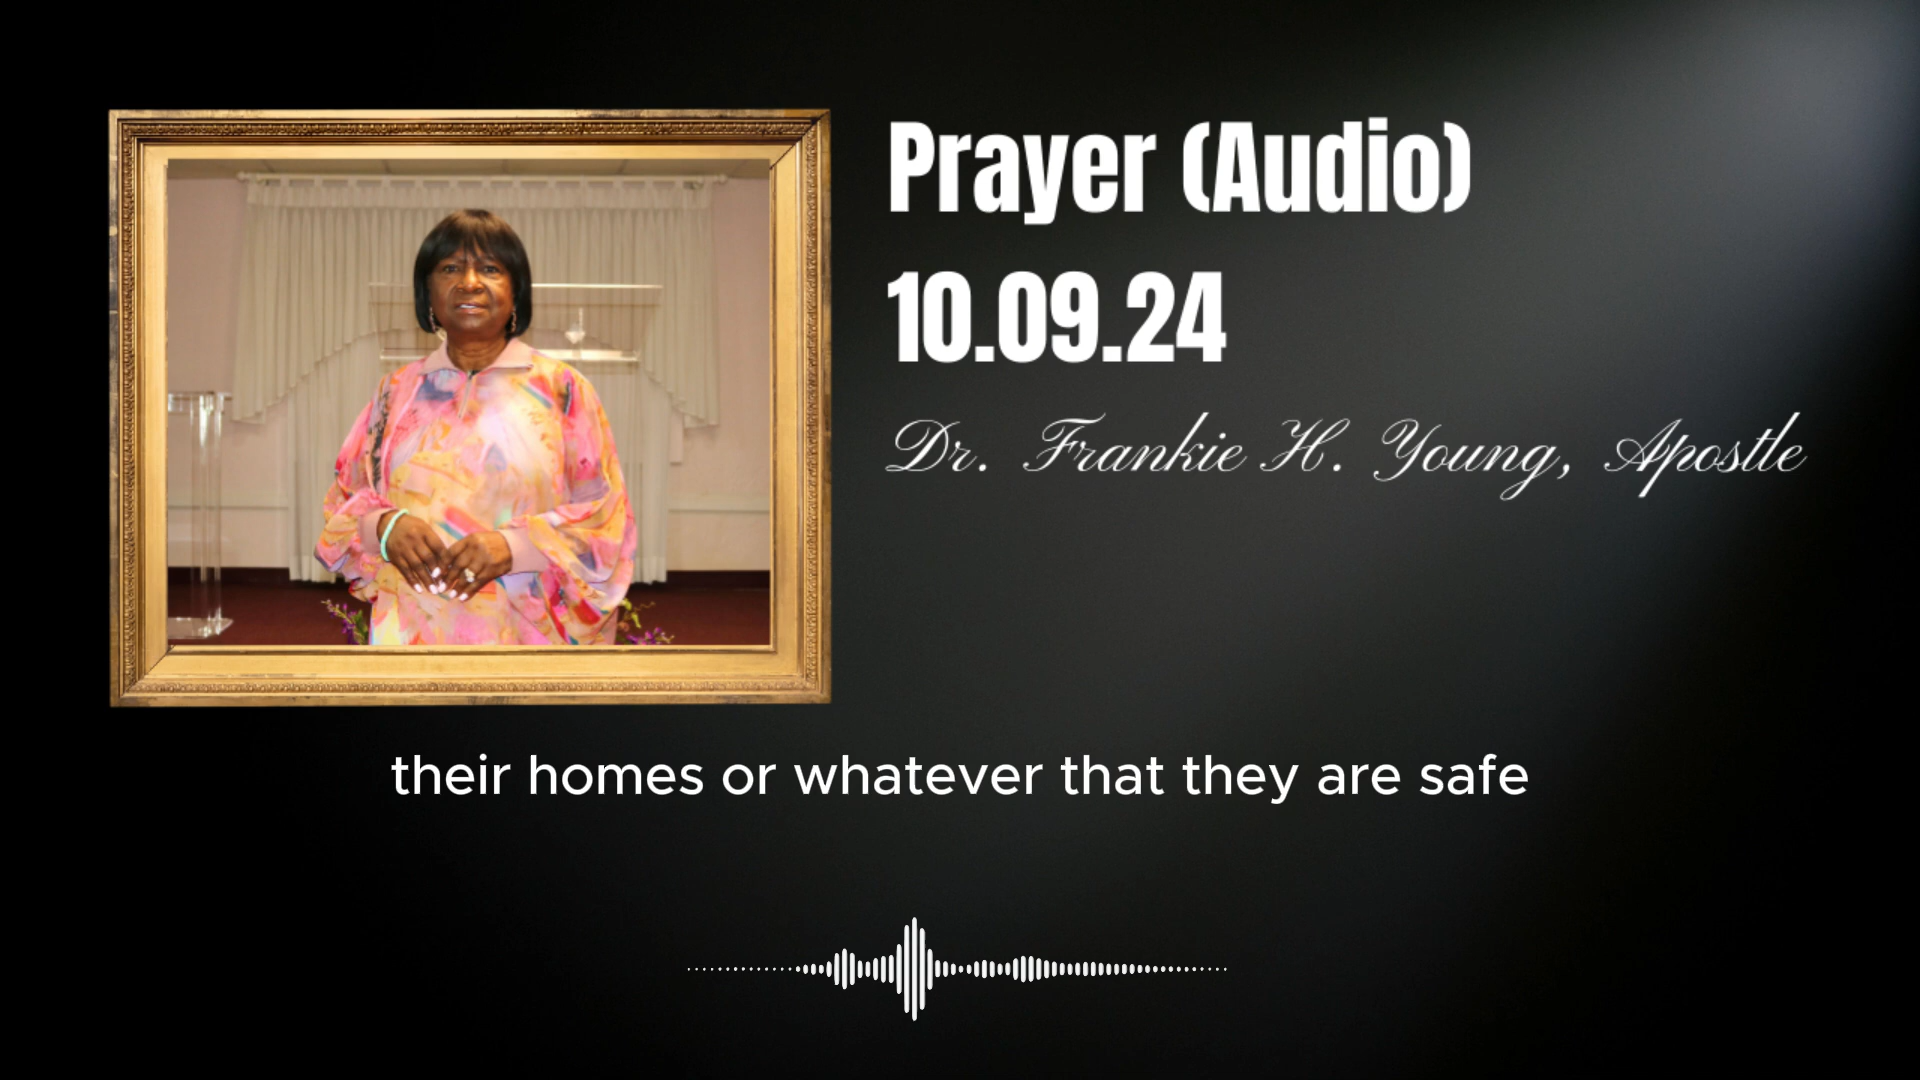 Prayer (Audio)
10.09.24
Dr. Frankie H. Young, Apostle
their homes or whatever that they are safe